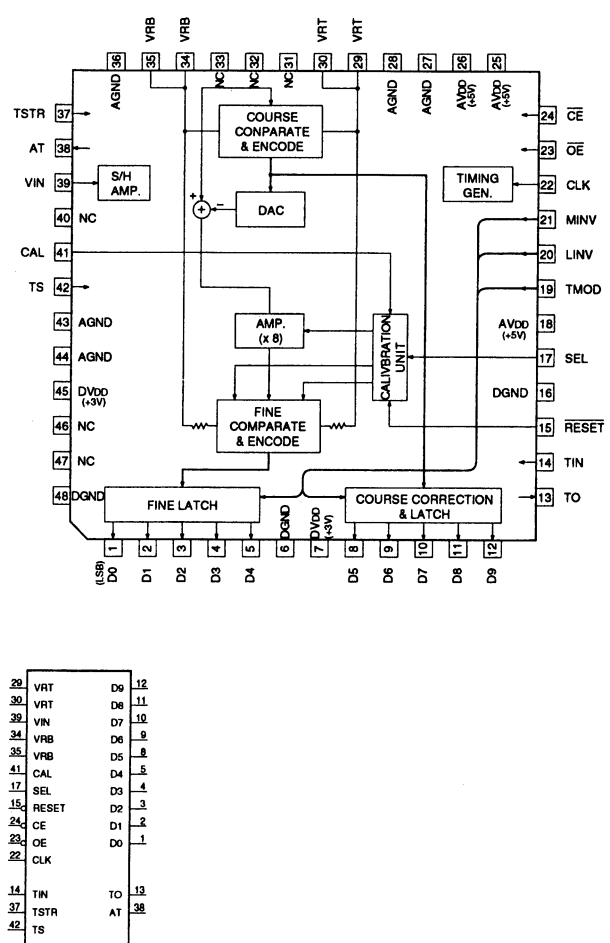 VRB
VRB
VRT
VRT
36
35
34
33
32
31
30
29
28
27
26
25
AGND
NC
NC
NC
AGND
AGND
AVDD
(+5V)
AVDD
(+5V)
TSTR 37
AT 38
VIN 39
40 NC
CAL 41
TS 42
43 AGND
44 AGND
45 DVDD
(+3V)
46 NC
47 NC
48 DGND
COURSE
CONPARATE
& ENCODE
S/H
AMP.
+
+
−
DAC
TIMING
GEN.
AMP.
(x 8)
CALIVBRATION
UNIT
FINE
COMPARATE
& ENCODE
FINE LATCH
COURSE CORRECTION
& LATCH
24 CE
23 OE
22 CLK
21 MINV
20 LINV
19 TMOD
AVDD 18
(+5V)
17 SEL
DGND 16
15 RESET
14 TIN
13 TO
DGND
DVDD
(+3V)
1
2
3
4
5
6
7
8
9
10
11
12
(LSB)
D0
D1
D2
D3
D4
D5
D6
D7
D8
D9
29 VRT D9 12
30 VRT D8 11
39 VIN D7 10
34 VRB D6 9
35 VRB D5 8
41 CAL D4 5
17 SEL D3 4
15 RESET D2 3
24 CE D1 2
23 OE D0 1
22 CLK
14 TIN TO 13
37 TSTR AT 38
42 TS